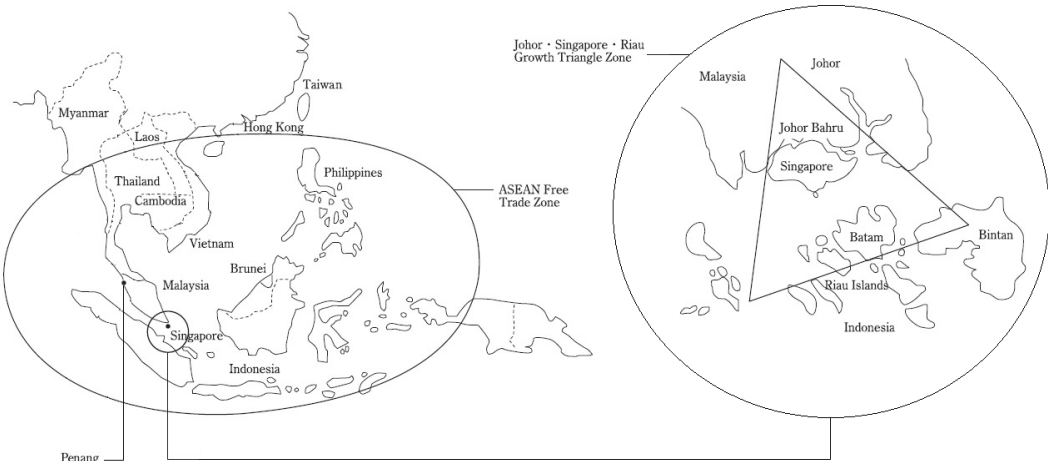 Johor・Singapore・Riau
Growth Triangle Zone
Malaysia
Johor
Taiwan
Myanmar
Hong Kong
Laos
Johor Bahru
Singapore
Philippines
Thailand
ASEAN Free
Trade Zone
Cambodia
Vietnam
Batam
Bintan
Brunei
Malaysia
Riau Islands
Singapore
Indonesia
Indonesia
Penang